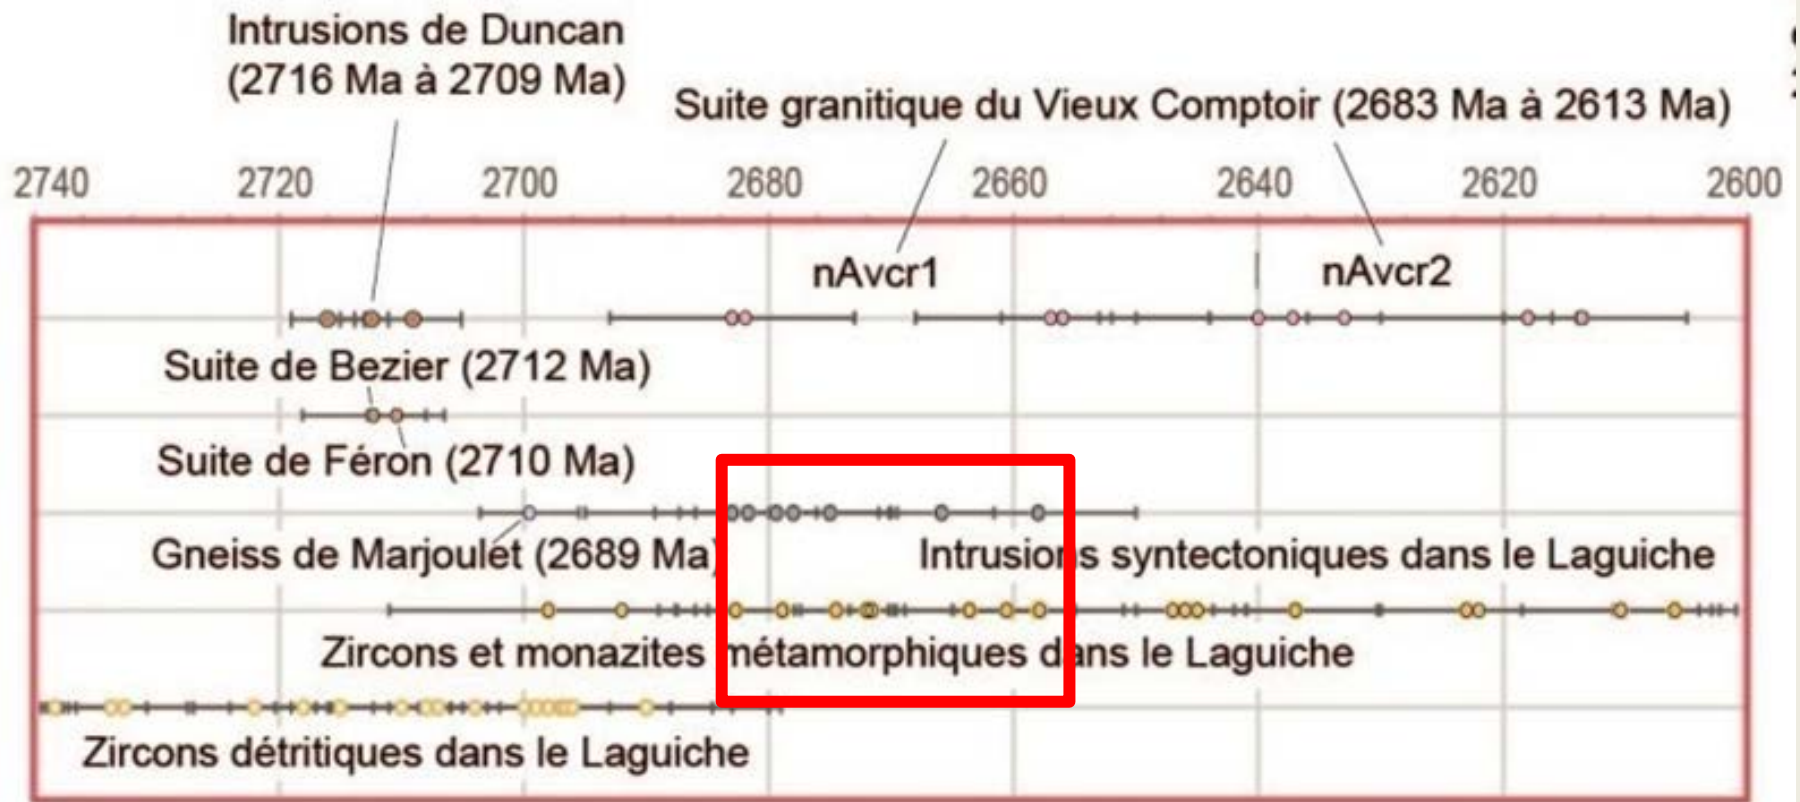 Intrusions de Duncan
(2716 Ma à 2709 Ma)
Suite granitique du Vieux Comptoir (2683 Ma à 2613 Ma)
2740 2720 2700 2680 2660 2640 2620 2600
nAvcr1 nAvcr2
Suite de Bezier (2712 Ma)
Suite de Féron (2710 Ma)
Gneiss de Marjoulet (2689 Ma)
Intrusions syntectoniques dans le Laguiche
Zircons et monazites métamorphiques dans le Laguiche
Zircons détritiques dans le Laguiche